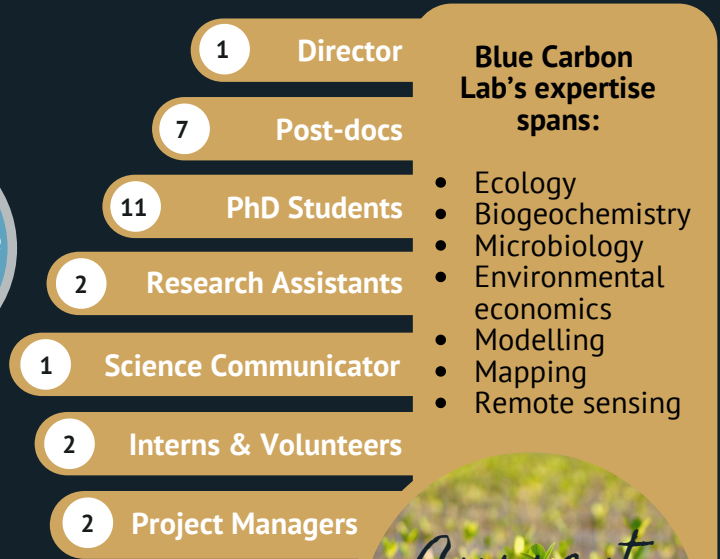 1 Director
7 Post-docs
11 PhD Students
2 Research Assistants
1 Science Communicator
2 Interns & Volunteers
2 Project Managers
Blue Carbon
Lab's expertise
spans:
• Ecology
• Biogeochemistry
• Microbiology
• Environmental
economics
• Modelling
• Mapping
• Remote sensing